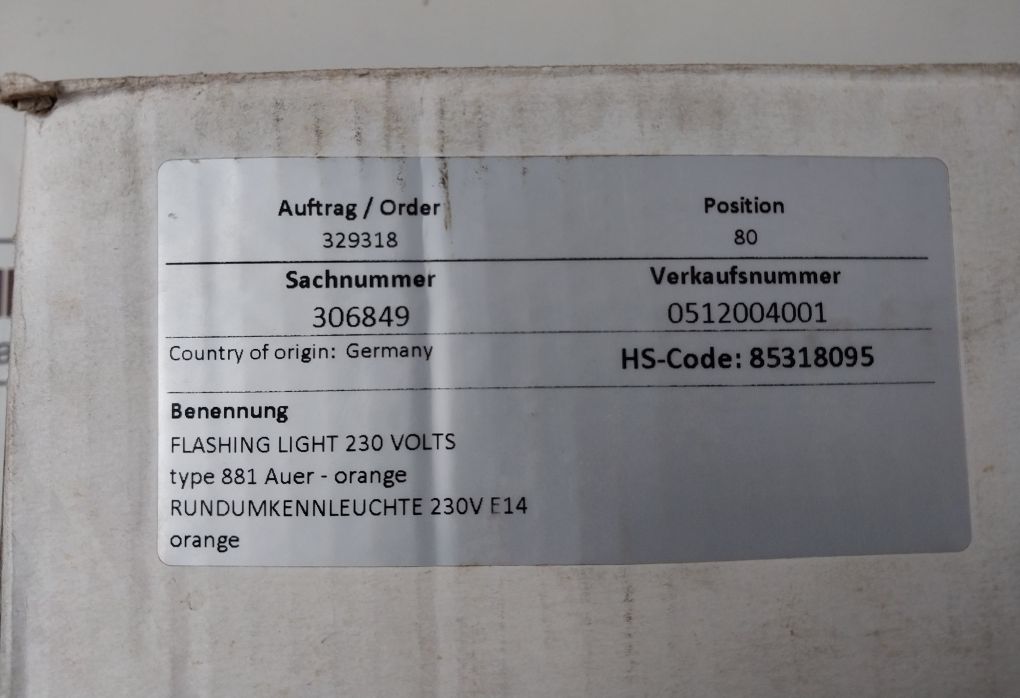 Auftrag / Order
Position
329318
80
Sachnummer
Verkaufsnummer
306849
0512004001
Country of origin: Germany
HS-Code: 85318095
Benennung
FLASHING LIGHT 230 VOLTS
type 881 Auer - orange
RUNDUMKENNLEUCHTE 230V E14
orange